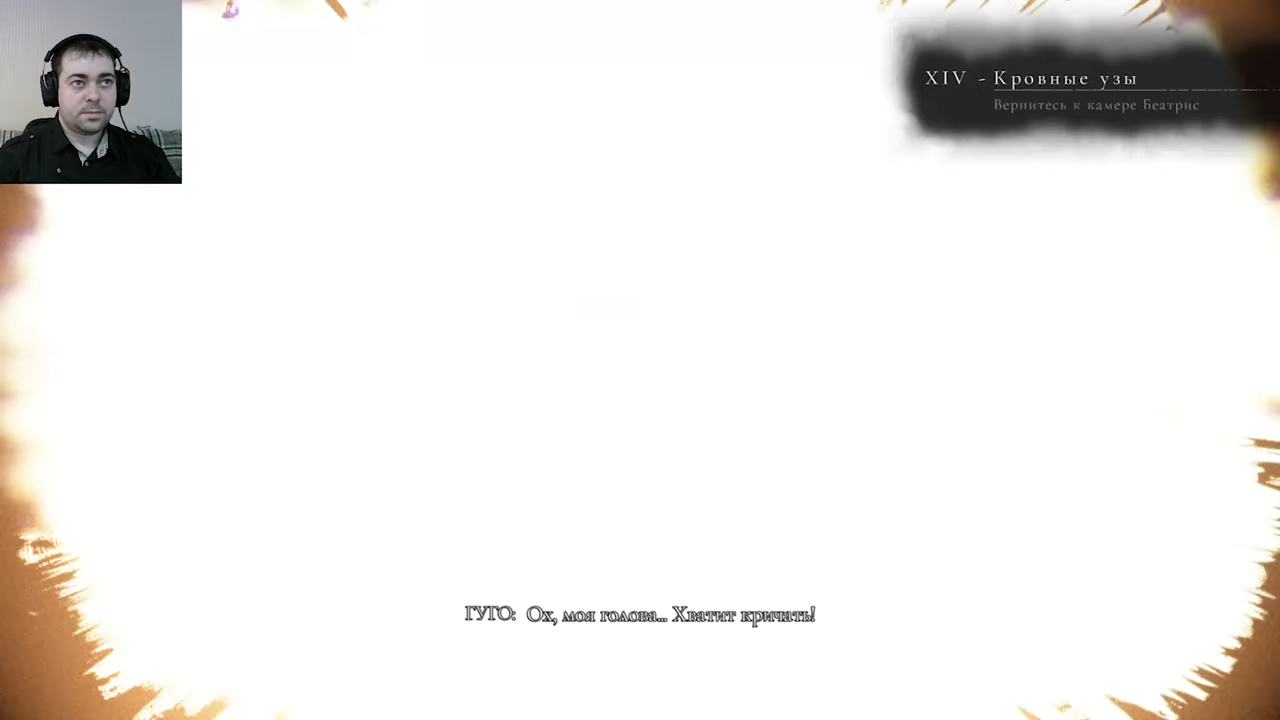 XIV - Кровные узы
Вернитесь к камере Беатрис
ГУГО: Ох, моя голова... Хватит кричать!